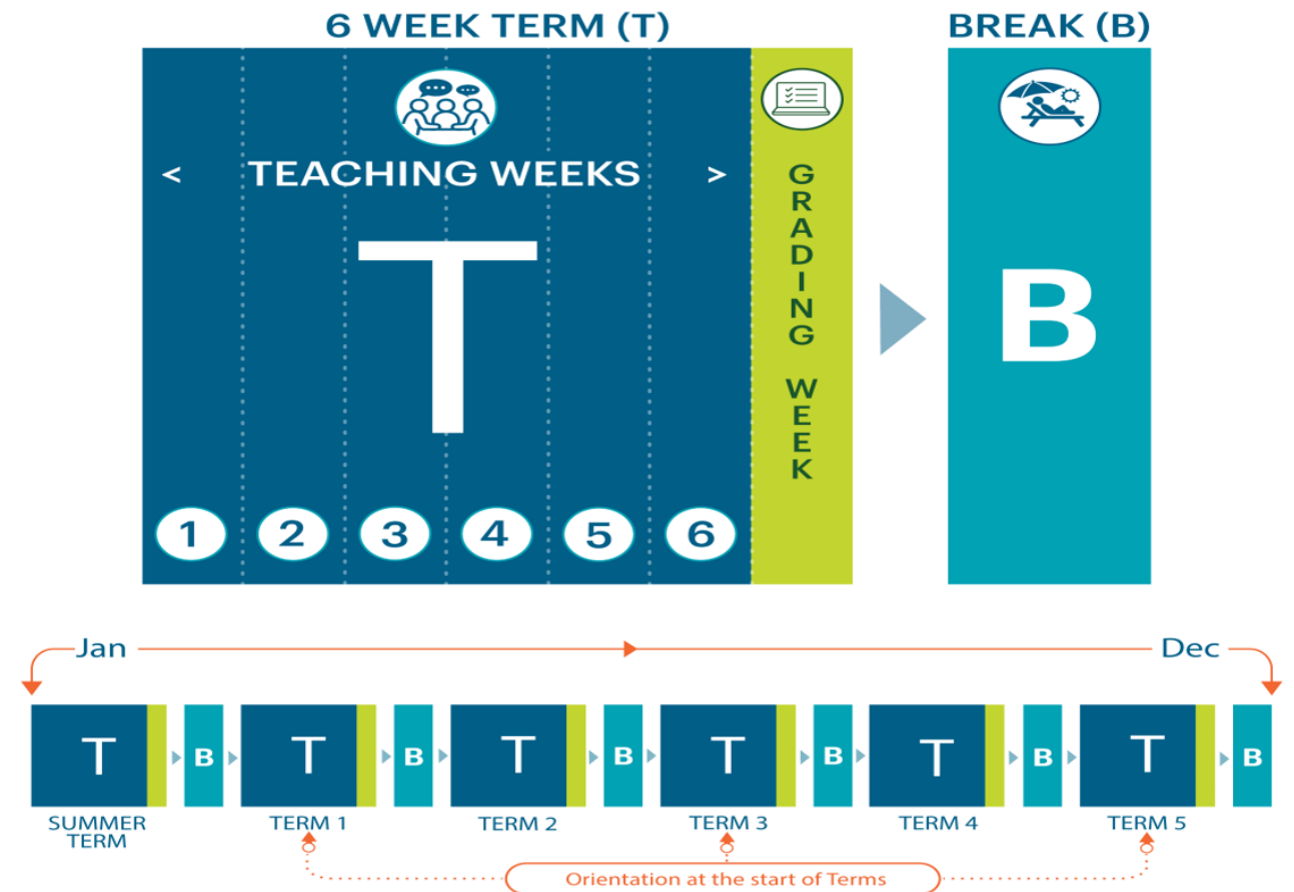 6 WEEK TERM (T)
BREAK (B)
< TEACHING WEEKS >
T
GRADING WEEK
B
1 2 3 4 5 6
Jan
Dec
T B T B T B T B T B T B
SUMMER TERM
TERM 1
TERM 2
TERM 3
TERM 4
TERM 5
Orientation at the start of Terms